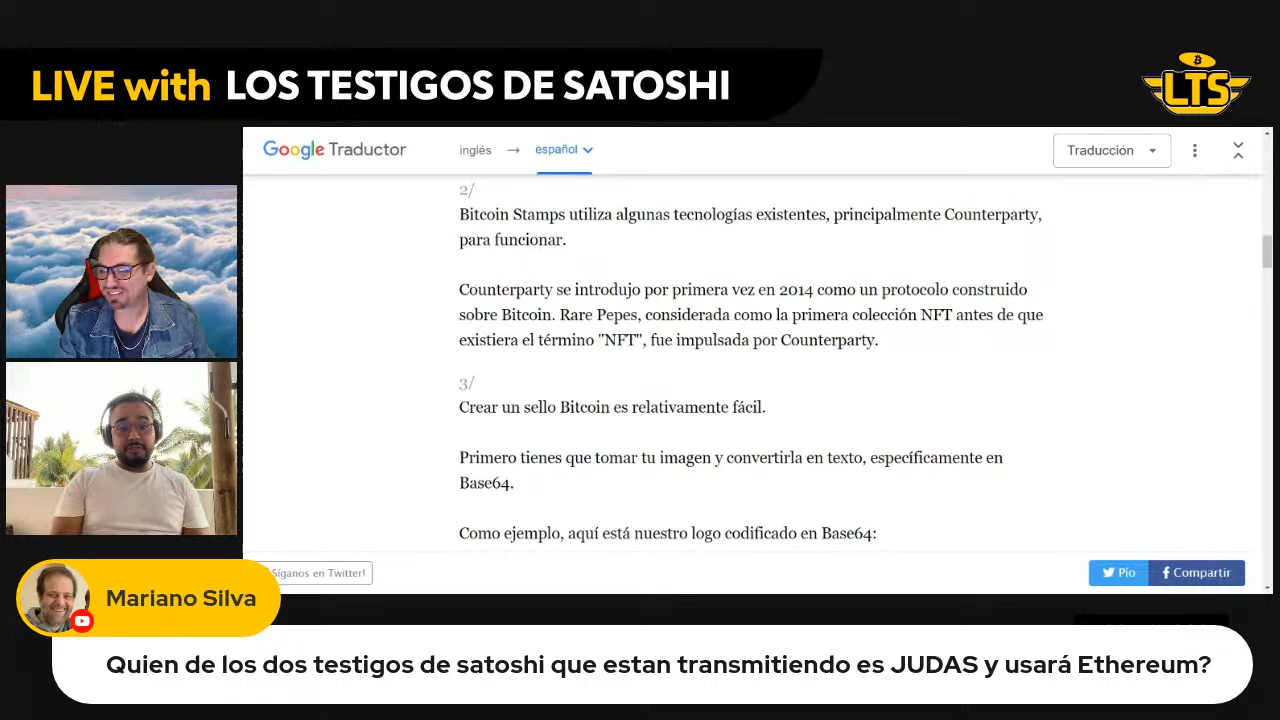 LIVE with LOS TESTIGOS DE SATOSHI
LTS
Google Traductor
inglés → español
Traducción
2/
Bitcoin Stamps utiliza algunas tecnologías existentes, principalmente Counterparty,
para funcionar.
Counterparty se introdujo por primera vez en 2014 como un protocolo construido
sobre Bitcoin. Rare Pepes, considerada como la primera colección NFT antes de que
existiera el término "NFT", fue impulsada por Counterparty.
3/
Crear un sello Bitcoin es relativamente fácil.
Primero tienes que tomar tu imagen y convertirla en texto, específicamente en
Base64.
Como ejemplo, aquí está nuestro logo codificado en Base64:
Síganos en Twitter!
Pío
Compartir
Mariano Silva
Quien de los dos testigos de satoshi que estan transmitiendo es JUDAS y usará Ethereum?